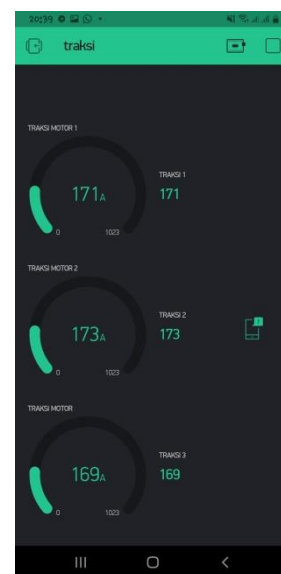 20:39
traksi
TRAKSI MOTOR 1
171A
0 1023
TRAKSI 1
171
TRAKSI MOTOR 2
173A
0 1023
TRAKSI 2
173
TRAKSI MOTOR
169A
0 1023
TRAKSI 3
169